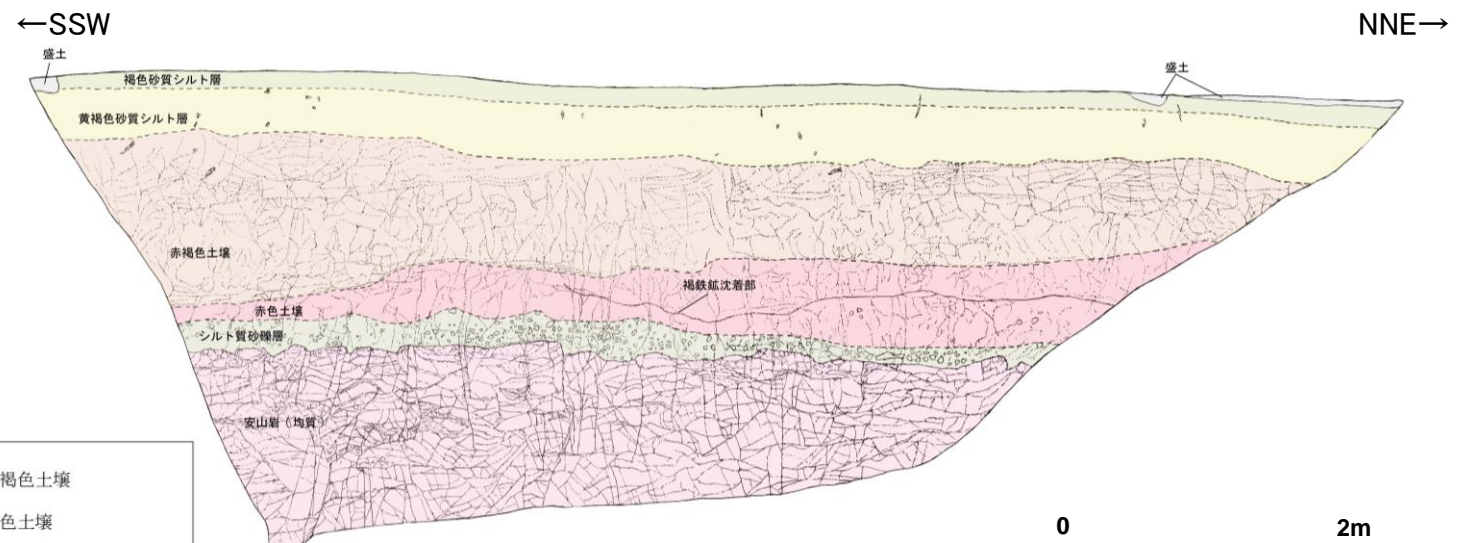 ←SSW
NNE→
盛土
盛土
褐色砂質シルト層
黄褐色砂質シルト層
赤褐色土壌
褐鉄鉱沈着部
赤色土壌
シルト質砂礫層
安山岩（均質）
褐色土壌
色土壌
0
2m